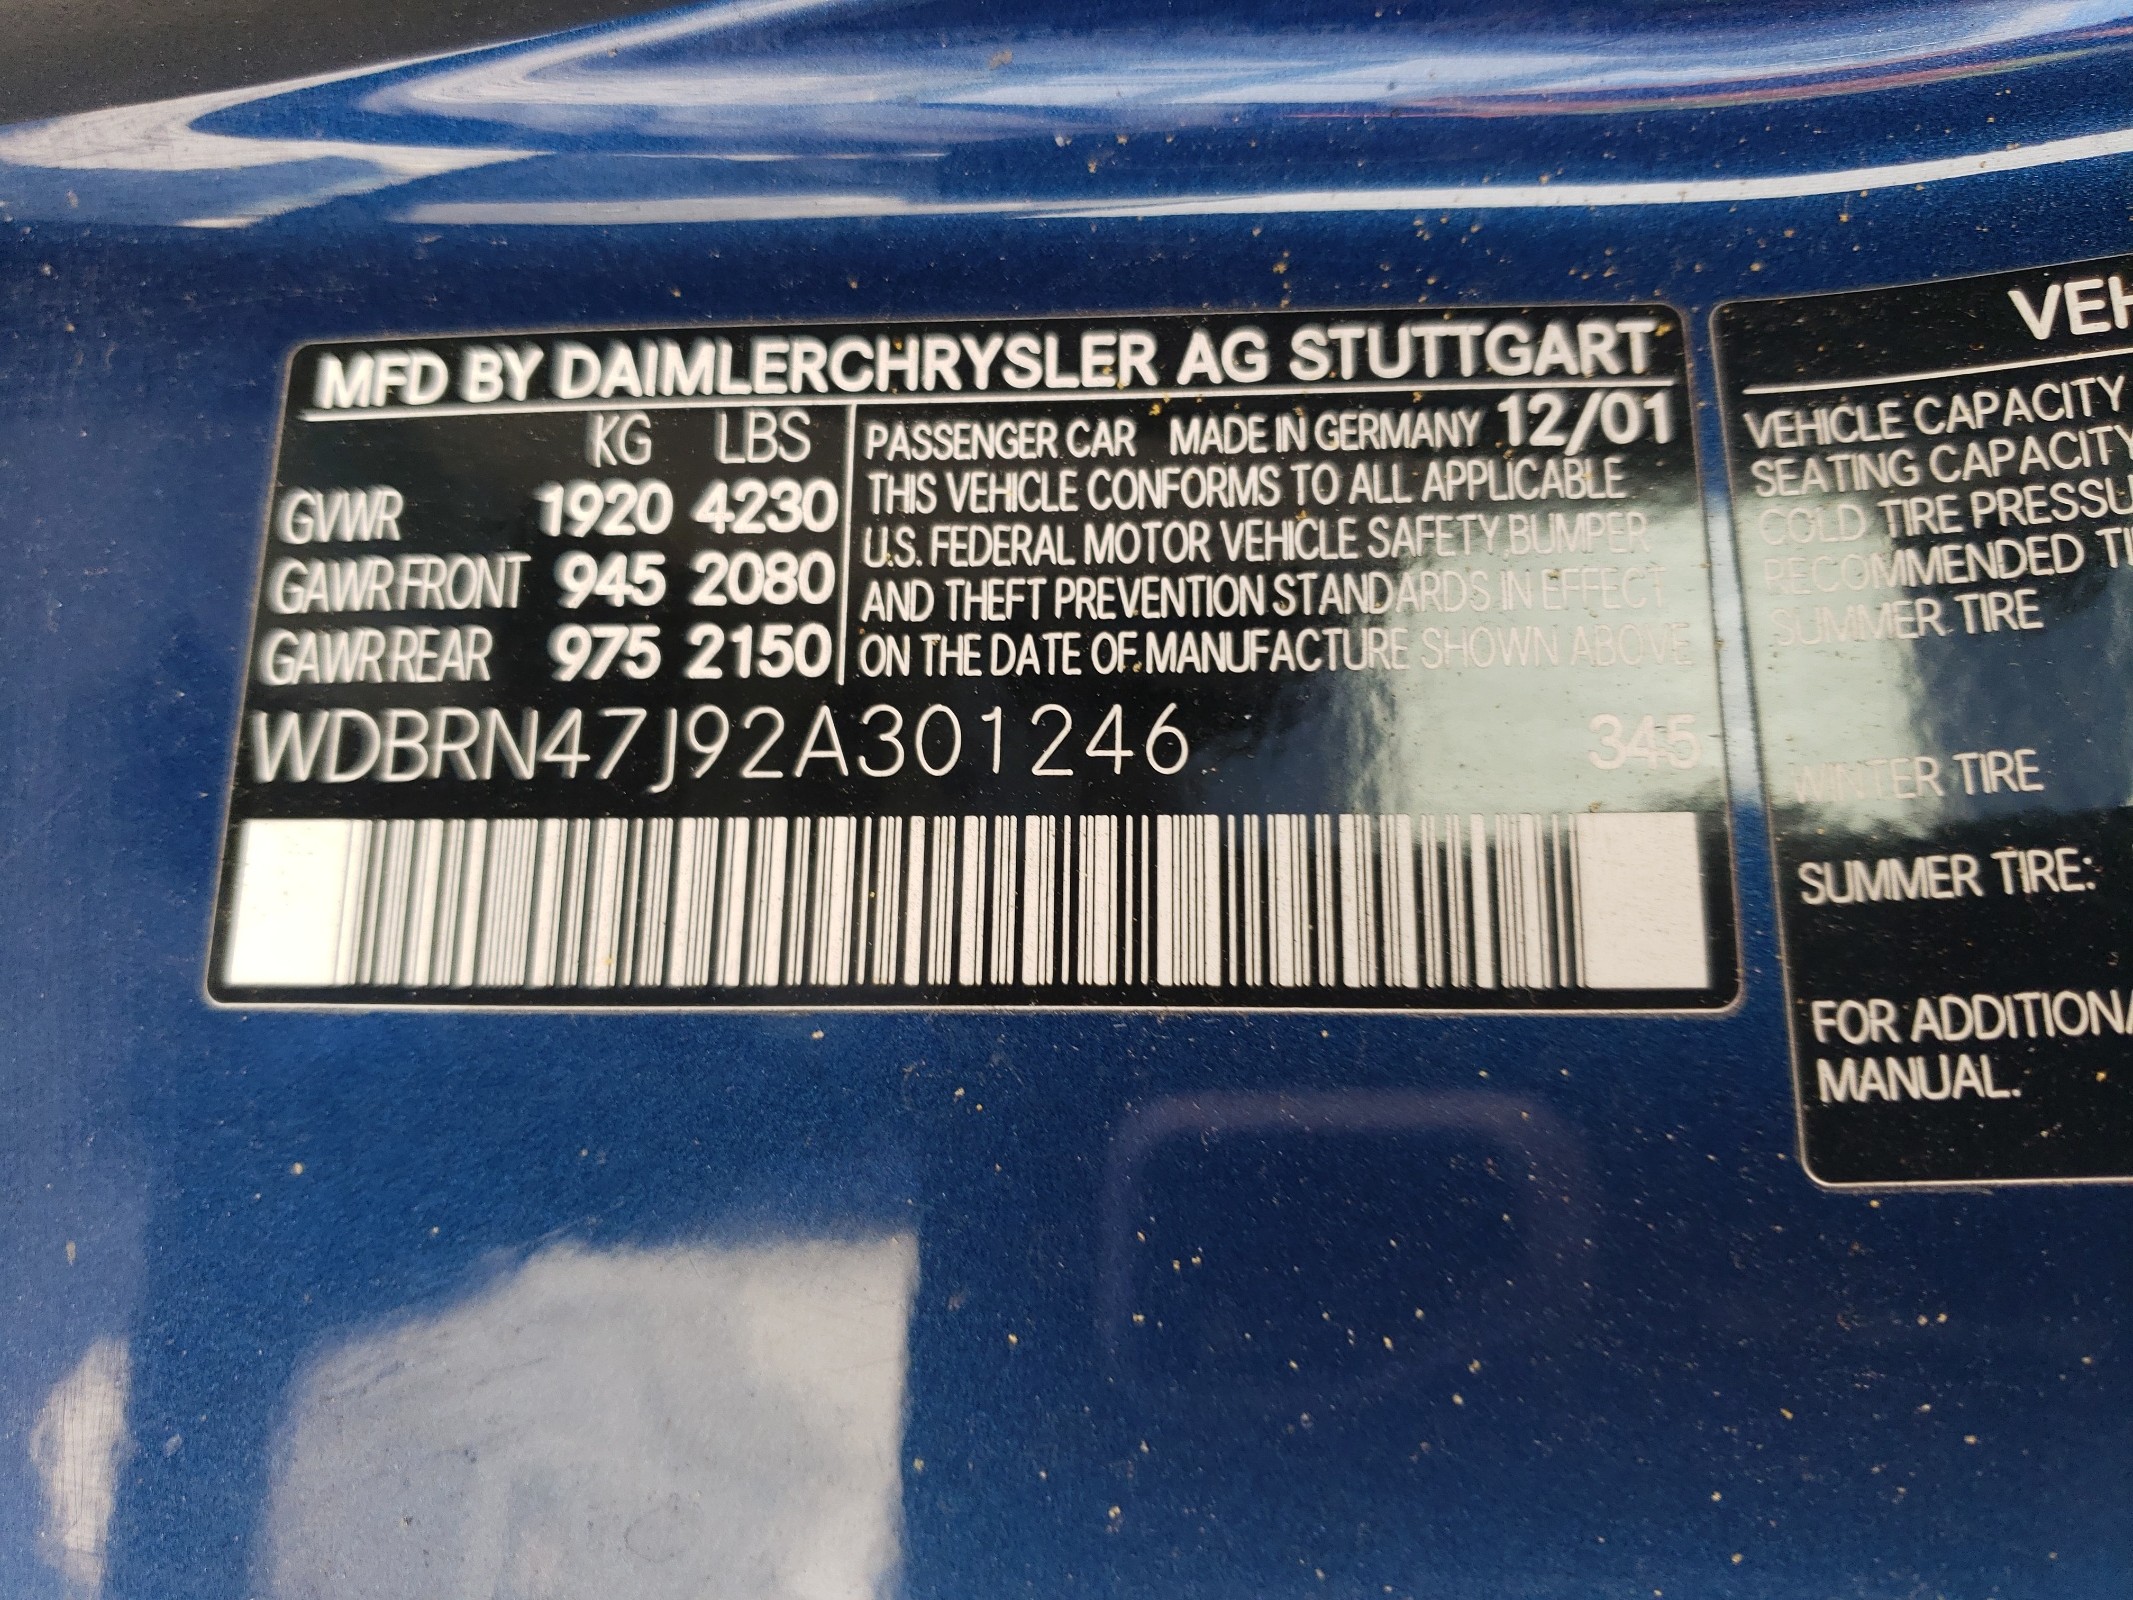 MFD BY DAIMLERCHRYSLER AG STUTTGART
KG LBS
GVWR 1920 4230
GAWR FRONT 945 2080
GAWR REAR 975 2150
PASSENGER CAR MADE IN GERMANY 12/01
THIS VEHICLE CONFORMS TO ALL APPLICABLE
U.S. FEDERAL MOTOR VEHICLE SAFETY, BUMPER
AND THEFT PREVENTION STANDARDS IN EFFECT
ON THE DATE OF MANUFACTURE SHOWN ABOVE
WDBRN47J92A301246 345
VEH
VEHICLE CAPACITY
SEATING CAPACITY
COLD TIRE PRESSU
RECOMMENDED TI
SUMMER TIRE
WINTER TIRE
SUMMER TIRE:
FOR ADDITIONA
MANUAL.